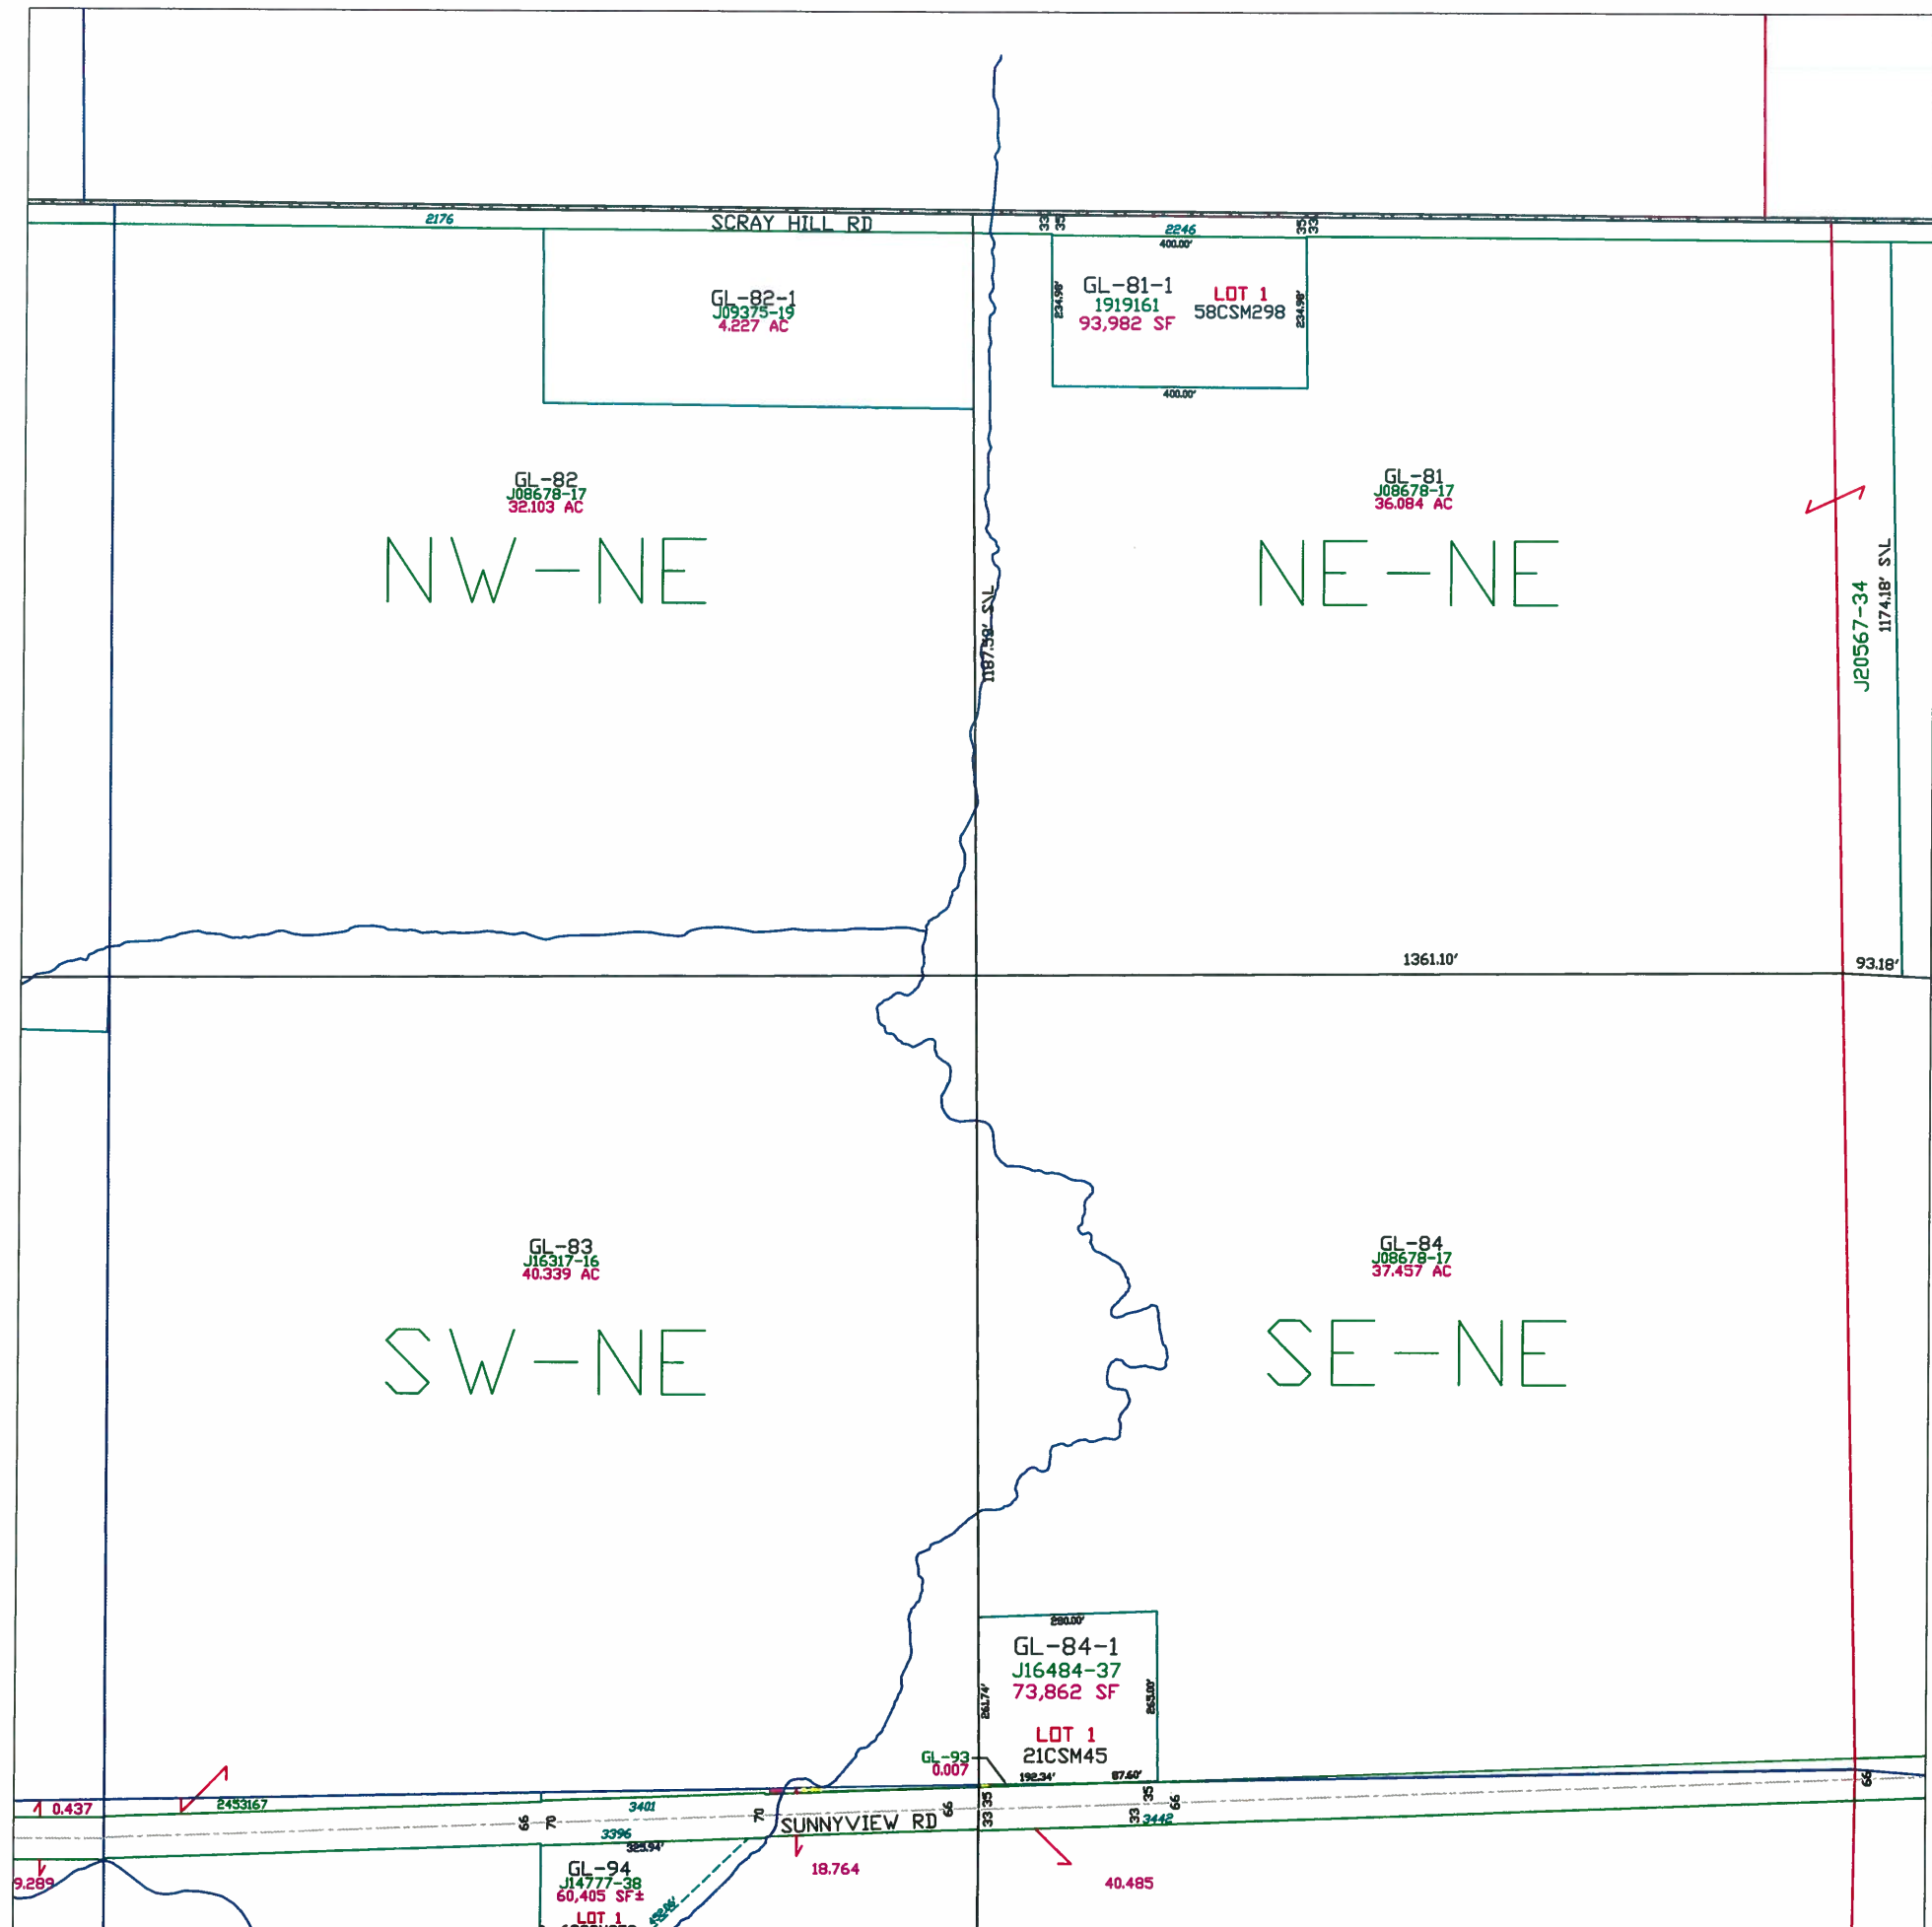 2176
SCRAY HILL RD
33
35
2246
35
33
400.00'
GL-82-1
J09375-19
4.227 AC
234.98'
GL-81-1
1919161
93,982 SF
LOT 1
58CSM298
234.98'
400.00'
GL-82
J08678-17
32.103 AC
NW-NE
GL-81
J08678-17
36.084 AC
NE-NE
1187.59' S\L
J20567-34
1174.18' S\L
1361.10'
93.18'
GL-83
J16317-16
40.339 AC
SW-NE
GL-84
J08678-17
37.457 AC
SE-NE
280.00'
GL-84-1
J16484-37
73,862 SF
261.74'
265.00'
LOT 1
21CSM45
GL-93
0.007
192.34'
87.60'
0.437
2453167
3401
66
70
70
66
33
35
33
35
66
66
3396
SUNNYVIEW RD
3442
325.94'
9.289
GL-94
J14777-38
60,405 SF±
LOT 1
18.764
40.485